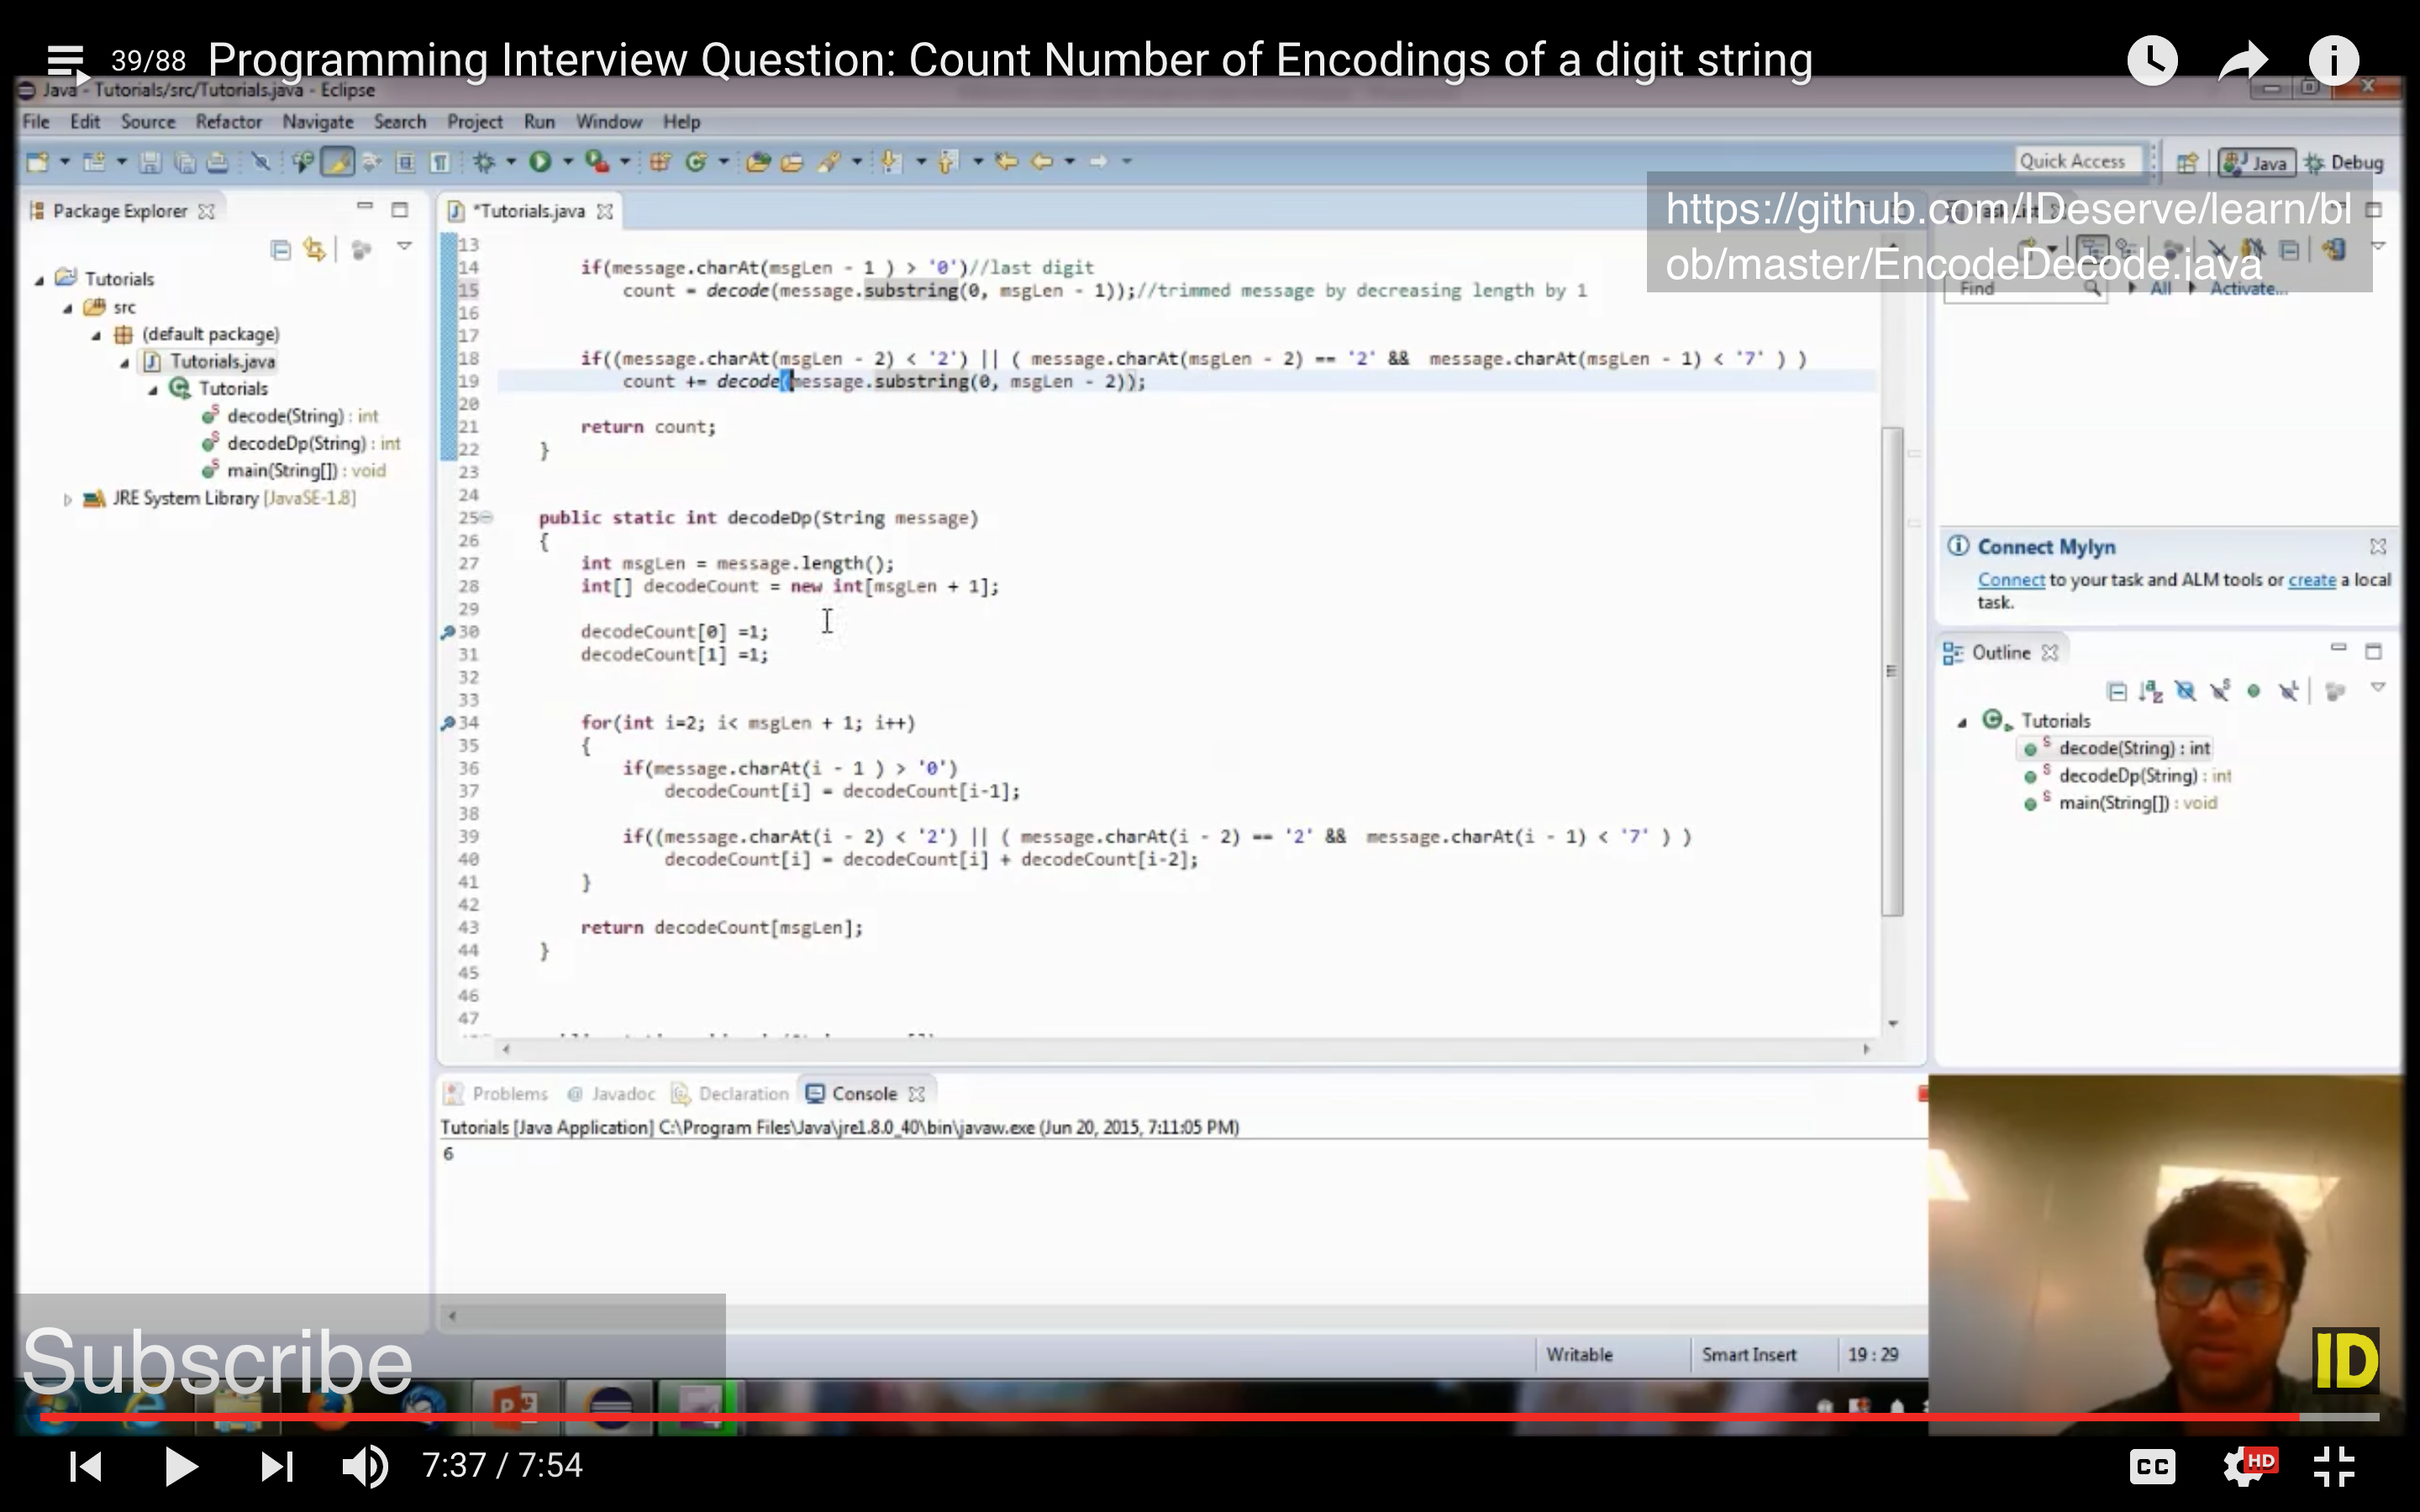 39/88 Programming Interview Question: Count Number of Encodings of a digit string
Java - Tutorials/src/Tutorials.java - Eclipse
File Edit Source Refactor Navigate Search Project Run Window Help
Quick Access Java Debug
https://github.com/IDeserve/learn/bl
ob/master/EncodeDecode.java
Package Explorer
Tutorials
src
(default package)
Tutorials.java
Tutorials
decode(String) : int
decodeDp(String) : int
main(String[]) : void
JRE System Library [JavaSE-1.8]
*Tutorials.java
13
14 if(message.charAt(msgLen - 1 ) > '0')//last digit
15 count = decode(message.substring(0, msgLen - 1));//trimmed message by decreasing length by 1
16
17
18 if((message.charAt(msgLen - 2) < '2') || ( message.charAt(msgLen - 2) == '2' && message.charAt(msgLen - 1) < '7' ) )
19 count += decode(message.substring(0, msgLen - 2));
20
21 return count;
22 }
23
24
25 public static int decodeDp(String message)
26 {
27 int msgLen = message.length();
28 int[] decodeCount = new int[msgLen + 1];
29
30 decodeCount[0] =1;
31 decodeCount[1] =1;
32
33
34 for(int i=2; i< msgLen + 1; i++)
35 {
36 if(message.charAt(i - 1 ) > '0')
37 decodeCount[i] = decodeCount[i-1];
38
39 if((message.charAt(i - 2) < '2') || ( message.charAt(i - 2) == '2' && message.charAt(i - 1) < '7' ) )
40 decodeCount[i] = decodeCount[i] + decodeCount[i-2];
41 }
42
43 return decodeCount[msgLen];
44 }
45
46
47
Find All Activate...
Connect Mylyn
Connect to your task and ALM tools or create a local
task.
Outline
Tutorials
decode(String) : int
decodeDp(String) : int
main(String[]) : void
Problems @ Javadoc Declaration Console
Tutorials [Java Application] C:\Program Files\Java\jre1.8.0_40\bin\javaw.exe (Jun 20, 2015, 7:11:05 PM)
6
Writable Smart Insert 19 : 29
Subscribe
ID
7:37 / 7:54
CC HD